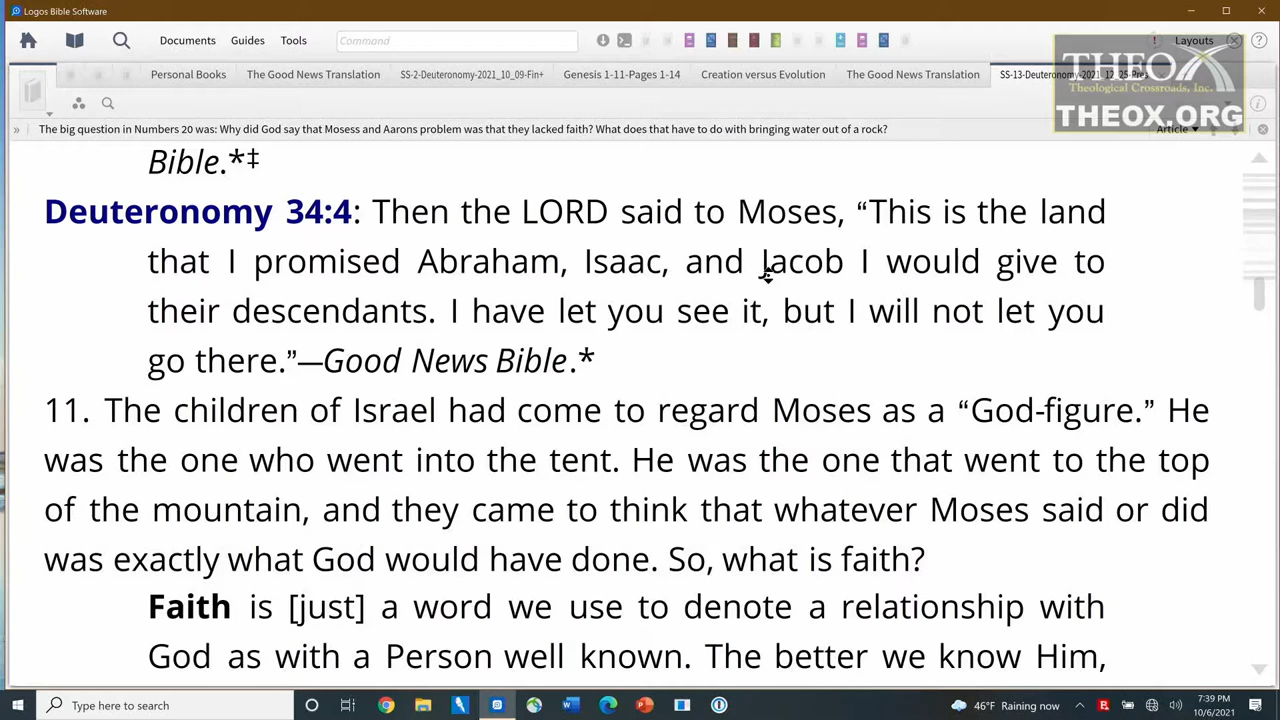 Logos Bible Software
Documents Guides Tools Command Layouts
Personal Books The Good News Translation SS-2-Deuteronomy-2021_10_09-Fin+ Genesis 1-11-Pages 1-14 Creation versus Evolution The Good News Translation SS-13-Deuteronomy-2021_12_25-Pres
THEOX
Theological Crossroads, Inc.
THEOX.ORG
Article
» The big question in Numbers 20 was: Why did God say that Mosess and Aarons problem was that they lacked faith? What does that have to do with bringing water out of a rock?
Bible.*‡
Deuteronomy 34:4: Then the LORD said to Moses, “This is the land
that I promised Abraham, Isaac, and Jacob I would give to
their descendants. I have let you see it, but I will not let you
go there.”—Good News Bible.*
11. The children of Israel had come to regard Moses as a “God-figure.” He
was the one who went into the tent. He was the one that went to the top
of the mountain, and they came to think that whatever Moses said or did
was exactly what God would have done. So, what is faith?
Faith is [just] a word we use to denote a relationship with
God as with a Person well known. The better we know Him,
Type here to search
46°F Raining now
7:39 PM
10/6/2021